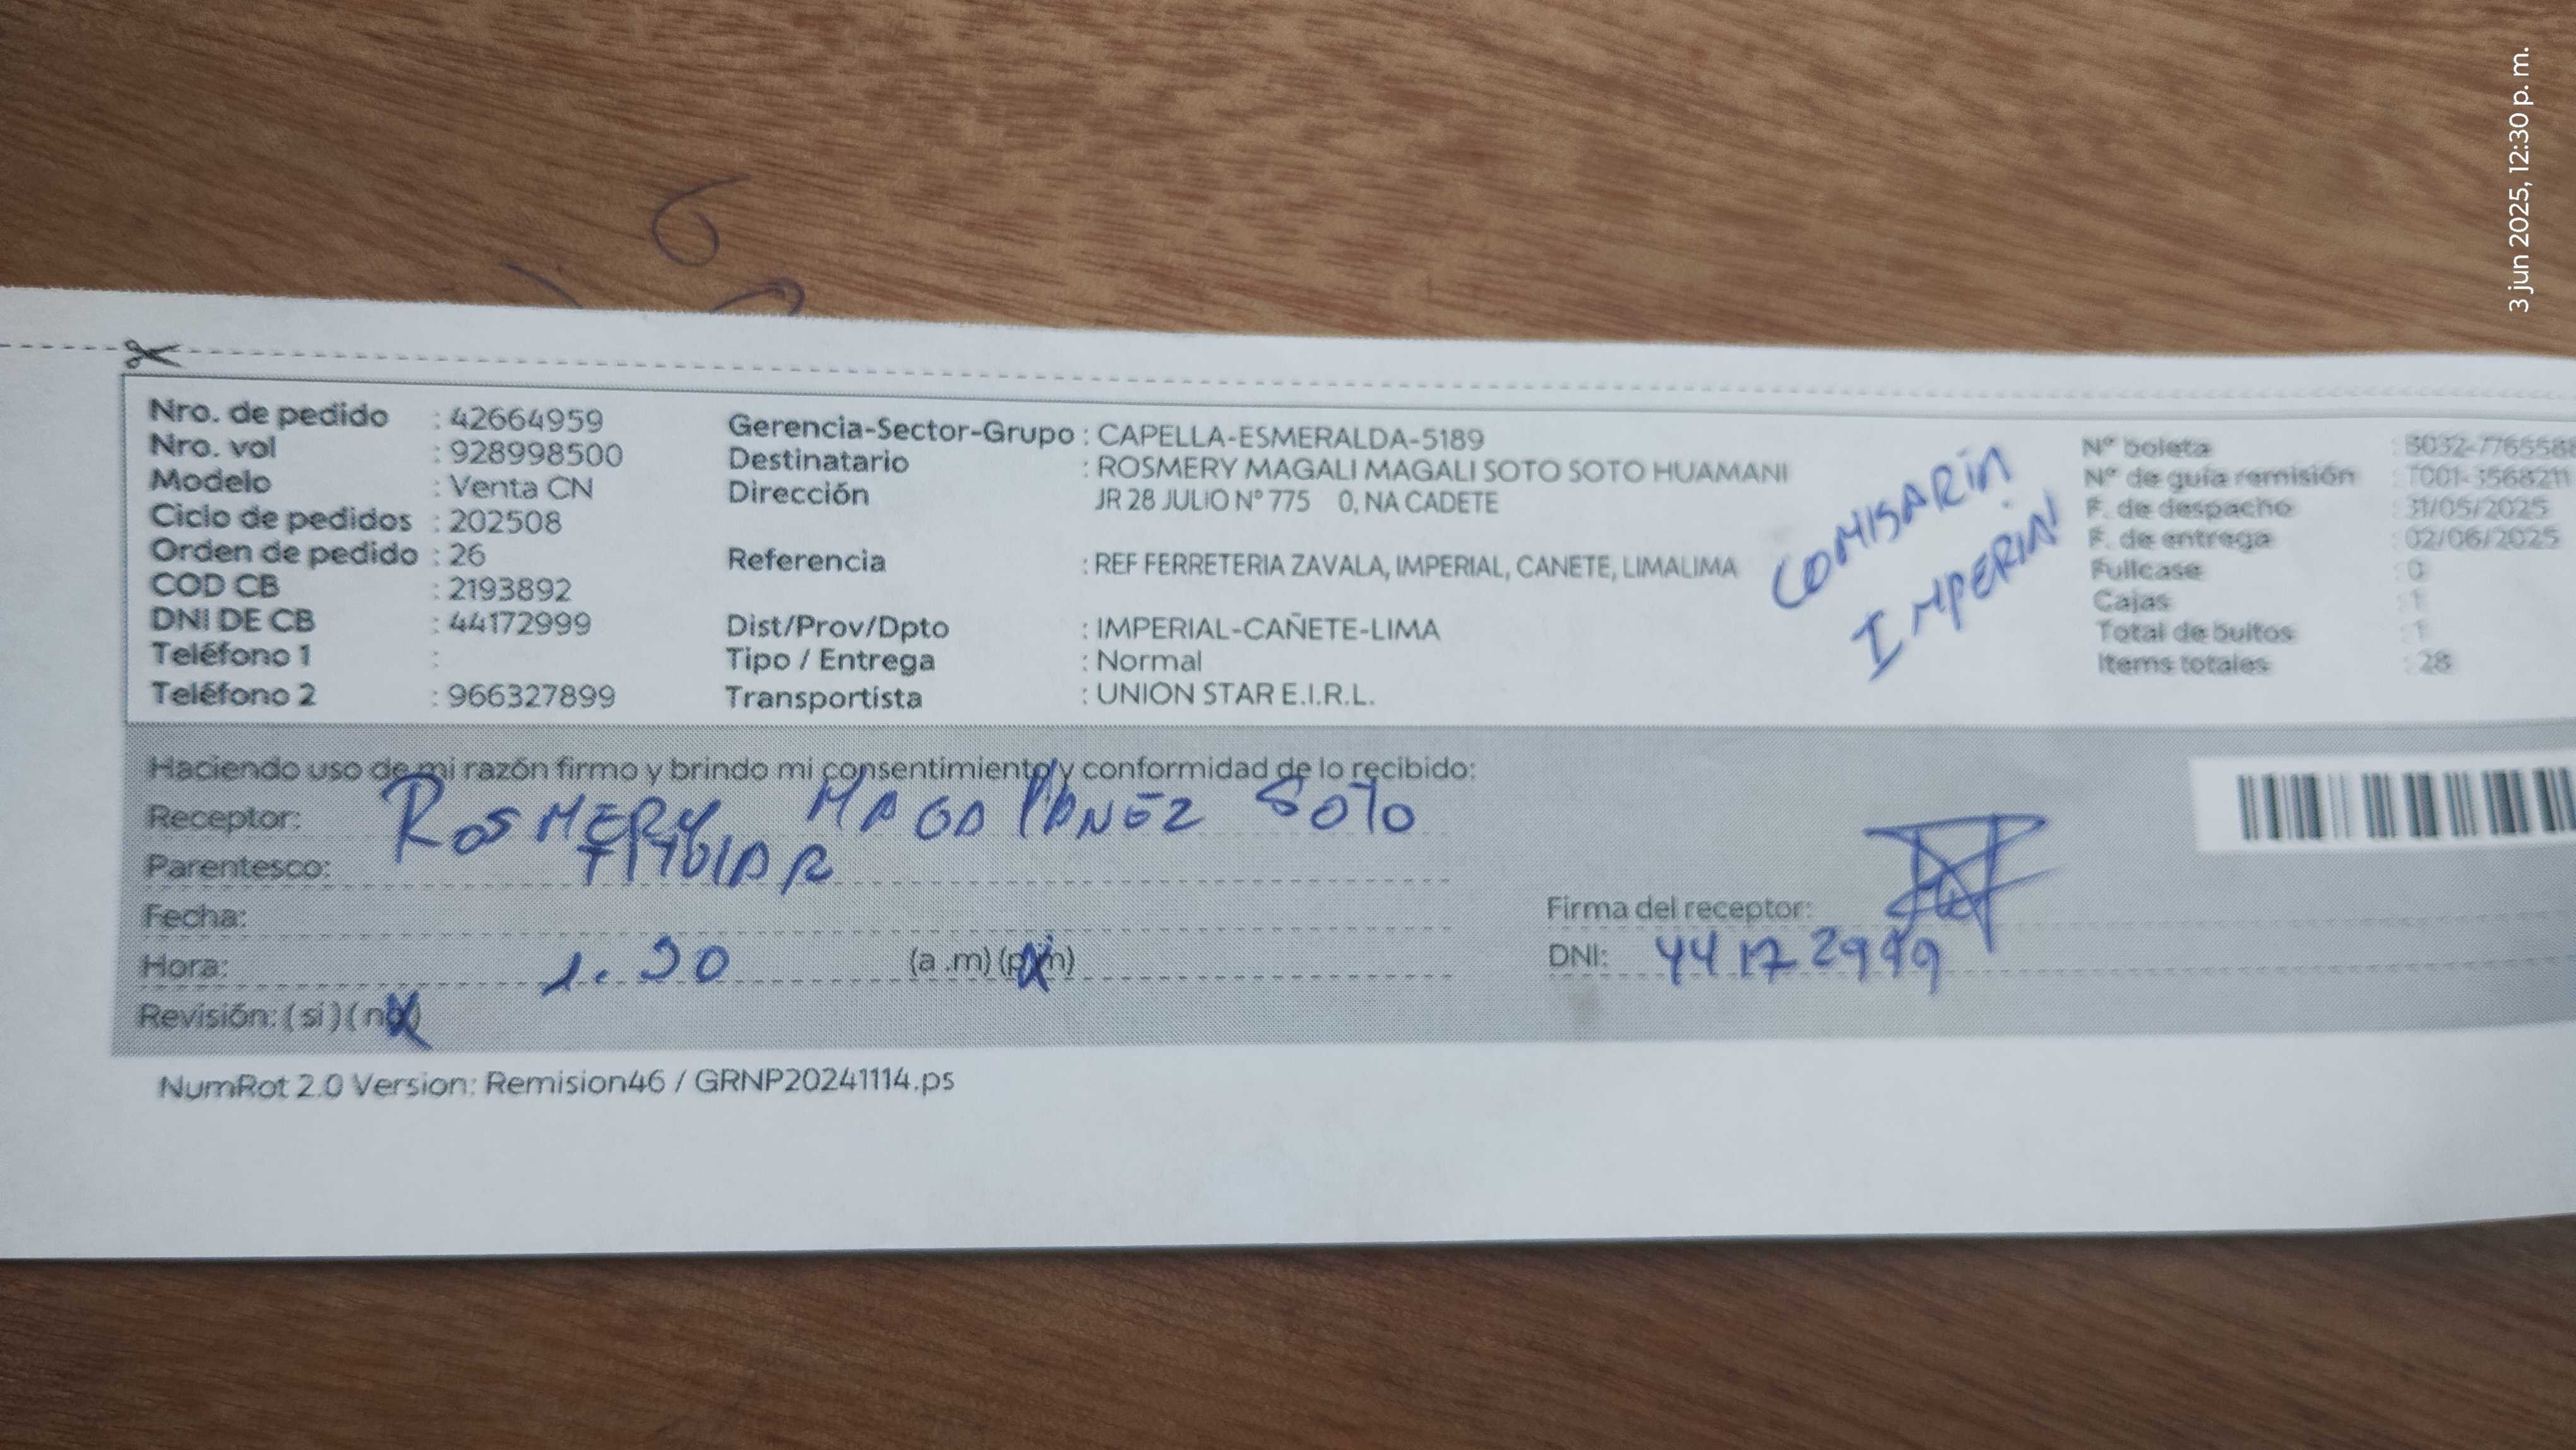 3 jun 2025, 12:30 p. m.
Nro. de pedido : 42664959
Nro. vol : 928998500
Modelo : Venta CN
Ciclo de pedidos : 202508
Orden de pedido : 26
COD CB : 2193892
DNI DE CB : 44172999
Teléfono 1 :
Teléfono 2 : 966327899
Gerencia-Sector-Grupo : CAPELLA-ESMERALDA-5189
Destinatario : ROSMERY MAGALI MAGALI SOTO SOTO HUAMANI
Dirección JR 28 JULIO Nº 775 0, NA CADETE
Referencia : REF FERRETERIA ZAVALA, IMPERIAL, CANETE, LIMALIMA
Dist/Prov/Dpto : IMPERIAL-CAÑETE-LIMA
Tipo / Entrega : Normal
Transportista : UNION STAR E.I.R.L.
Nº boleta
Nº de guía remisión : T001-3568211
F. de despacho : 31/05/2025
F. de entrega : 02/06/2025
Fullcase : 0
Cajas : 1
Total de bultos : 1
Items totales : 28
Haciendo uso de mi razón firmo y brindo mi consentimiento y conformidad de lo recibido:
Receptor: ROSMERY SOTO
Parentesco: TITULAR
Fecha:
Hora: (a .m) (p.m)
Revisión: ( si ) ( no )
Firma del receptor:
DNI: 44172999
NumRot 2.0 Version: Remision46 / GRNP20241114.ps